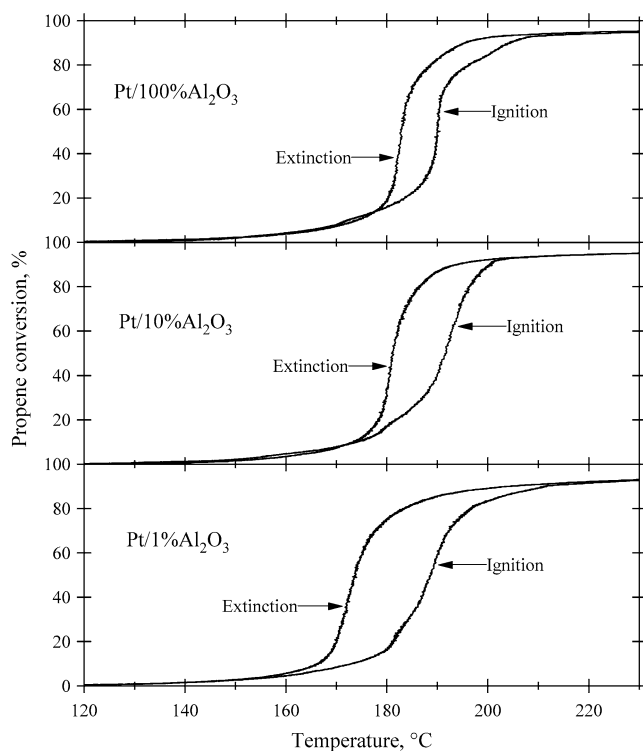 100
80
60
40
20
Pt/100%Al₂O₃
Ignition
Extinction
100
80
60
40
20
Pt/10%Al₂O₃
Ignition
Extinction
100
80
60
40
20
0
Pt/1%Al₂O₃
Ignition
Extinction
Propene conversion, %
120 140 160 180 200 220
Temperature, °C